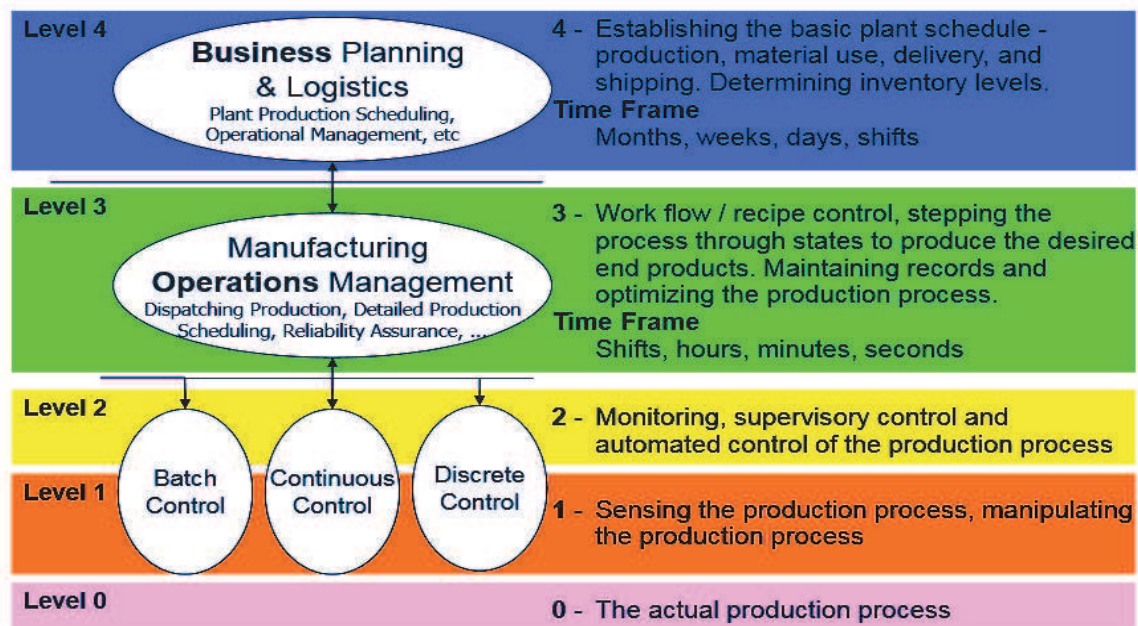 Level 4
Business Planning
& Logistics
Plant Production Scheduling,
Operational Management, etc
4 - Establishing the basic plant schedule -
production, material use, delivery, and
shipping. Determining inventory levels.
Time Frame
Months, weeks, days, shifts
Level 3
Manufacturing
Operations Management
Dispatching Production, Detailed Production
Scheduling, Reliability Assurance, ...
3 - Work flow / recipe control, stepping the
process through states to produce the desired
end products. Maintaining records and
optimizing the production process.
Time Frame
Shifts, hours, minutes, seconds
Level 2
2 - Monitoring, supervisory control and
automated control of the production process
Batch
Control
Continuous
Control
Discrete
Control
Level 1
1 - Sensing the production process, manipulating
the production process
Level 0
0 - The actual production process